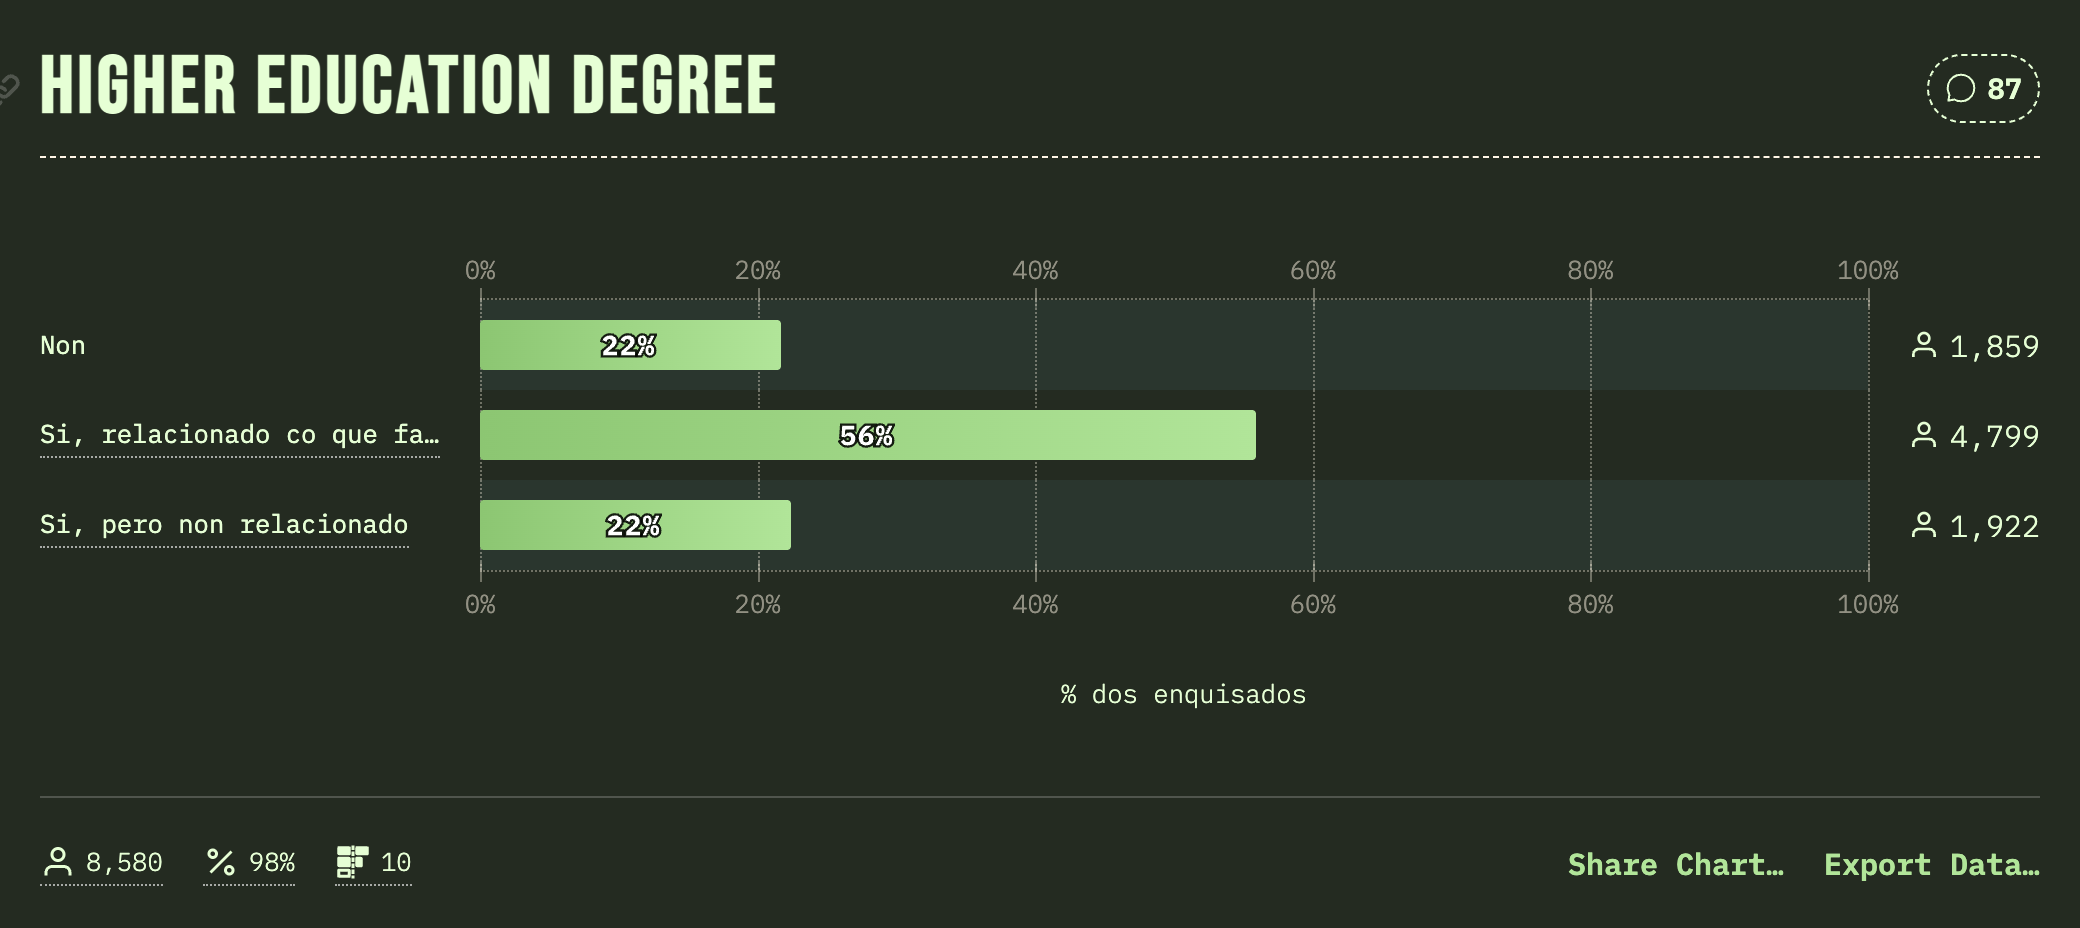 HIGHER EDUCATION DEGREE
87
0% 20% 40% 60% 80% 100%
Non 22% 1,859
Si, relacionado co que fa… 56% 4,799
Si, pero non relacionado 22% 1,922
0% 20% 40% 60% 80% 100%
% dos enquisados
8,580 98% 10 Share Chart… Export Data…